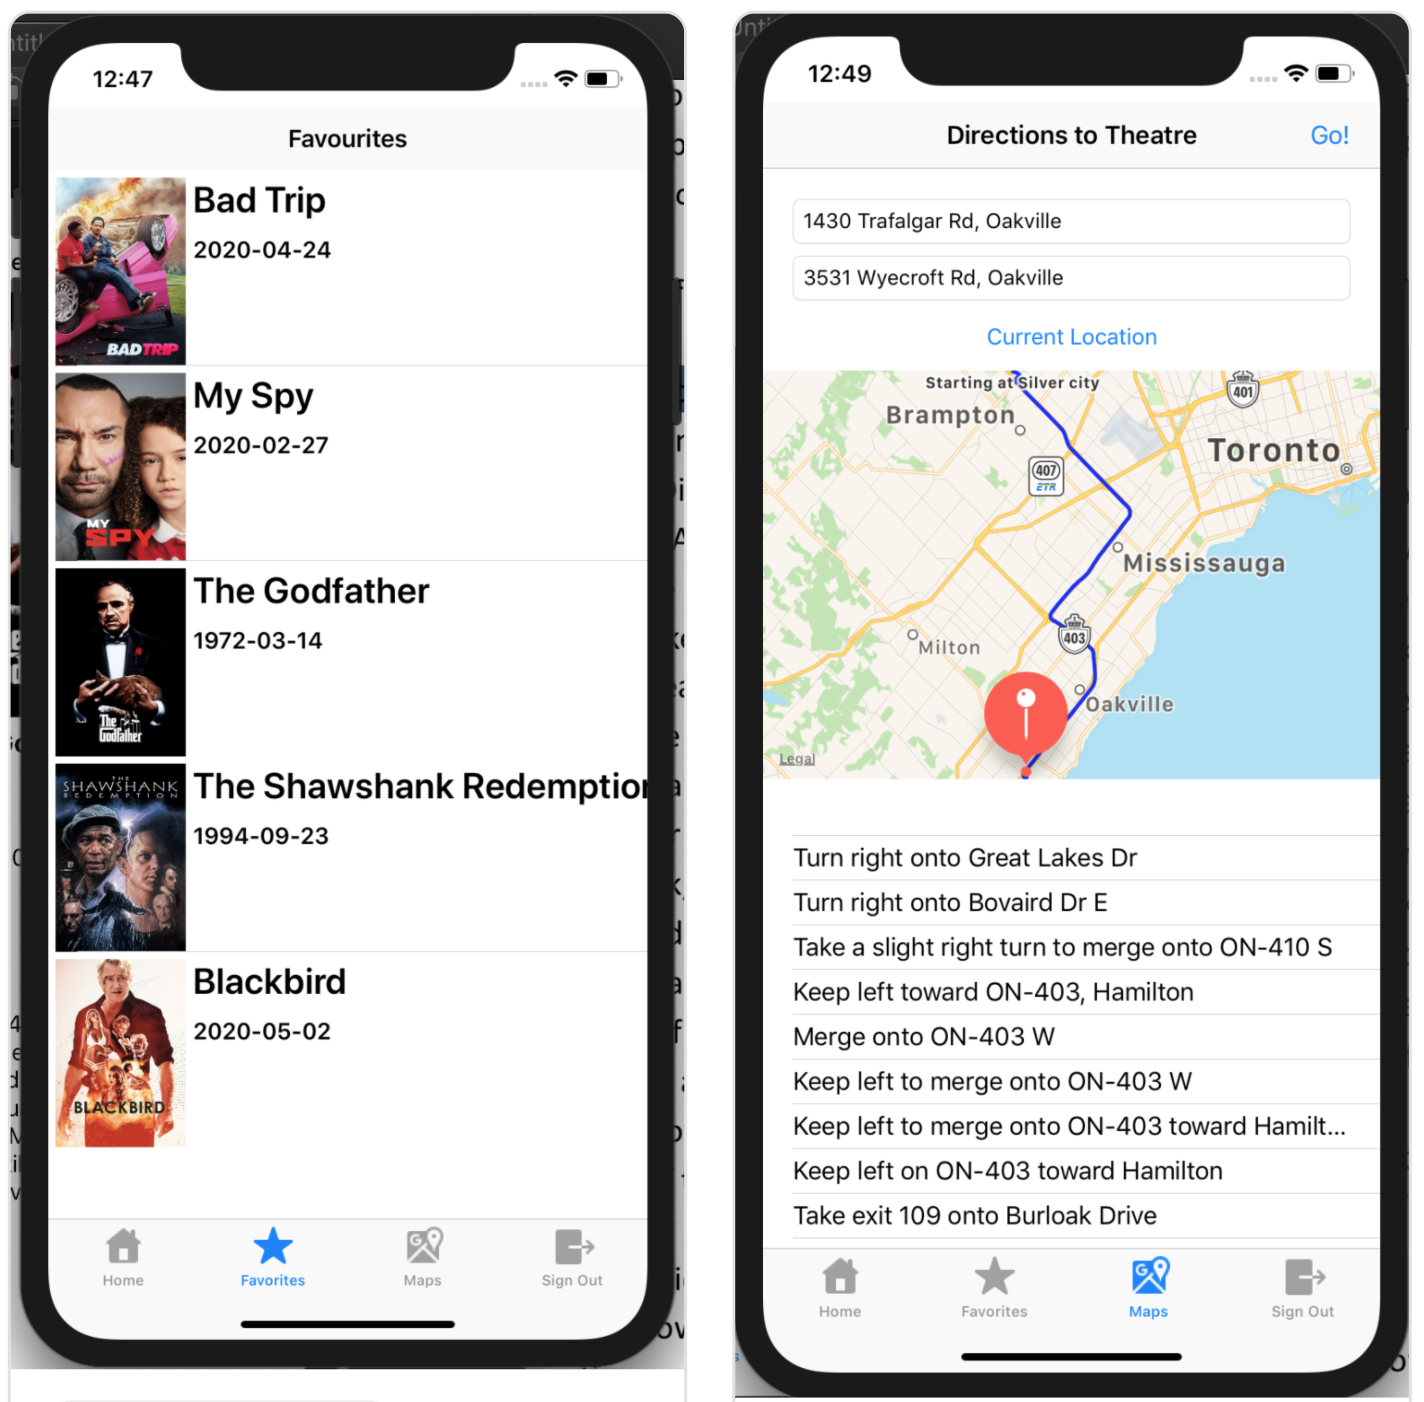 12:47
Favourites
BAD TRIP
Bad Trip
2020-04-24
MY
SPY
My Spy
2020-02-27
The
Godfather
The Godfather
1972-03-14
THE
SHAWSHANK
REDEMPTION
The Shawshank Redemption
1994-09-23
BLACKBIRD
Blackbird
2020-05-02
Home
Favorites
Maps
Sign Out
12:49
Directions to Theatre
Go!
1430 Trafalgar Rd, Oakville
3531 Wyecroft Rd, Oakville
Current Location
Starting at Silver city
401
Brampton
Toronto
407
ETR
Mississauga
403
Milton
Oakville
Legal
Turn right onto Great Lakes Dr
Turn right onto Bovaird Dr E
Take a slight right turn to merge onto ON-410 S
Keep left toward ON-403, Hamilton
Merge onto ON-403 W
Keep left to merge onto ON-403 W
Keep left to merge onto ON-403 toward Hamilt...
Keep left on ON-403 toward Hamilton
Take exit 109 onto Burloak Drive
Home
Favorites
Maps
Sign Out